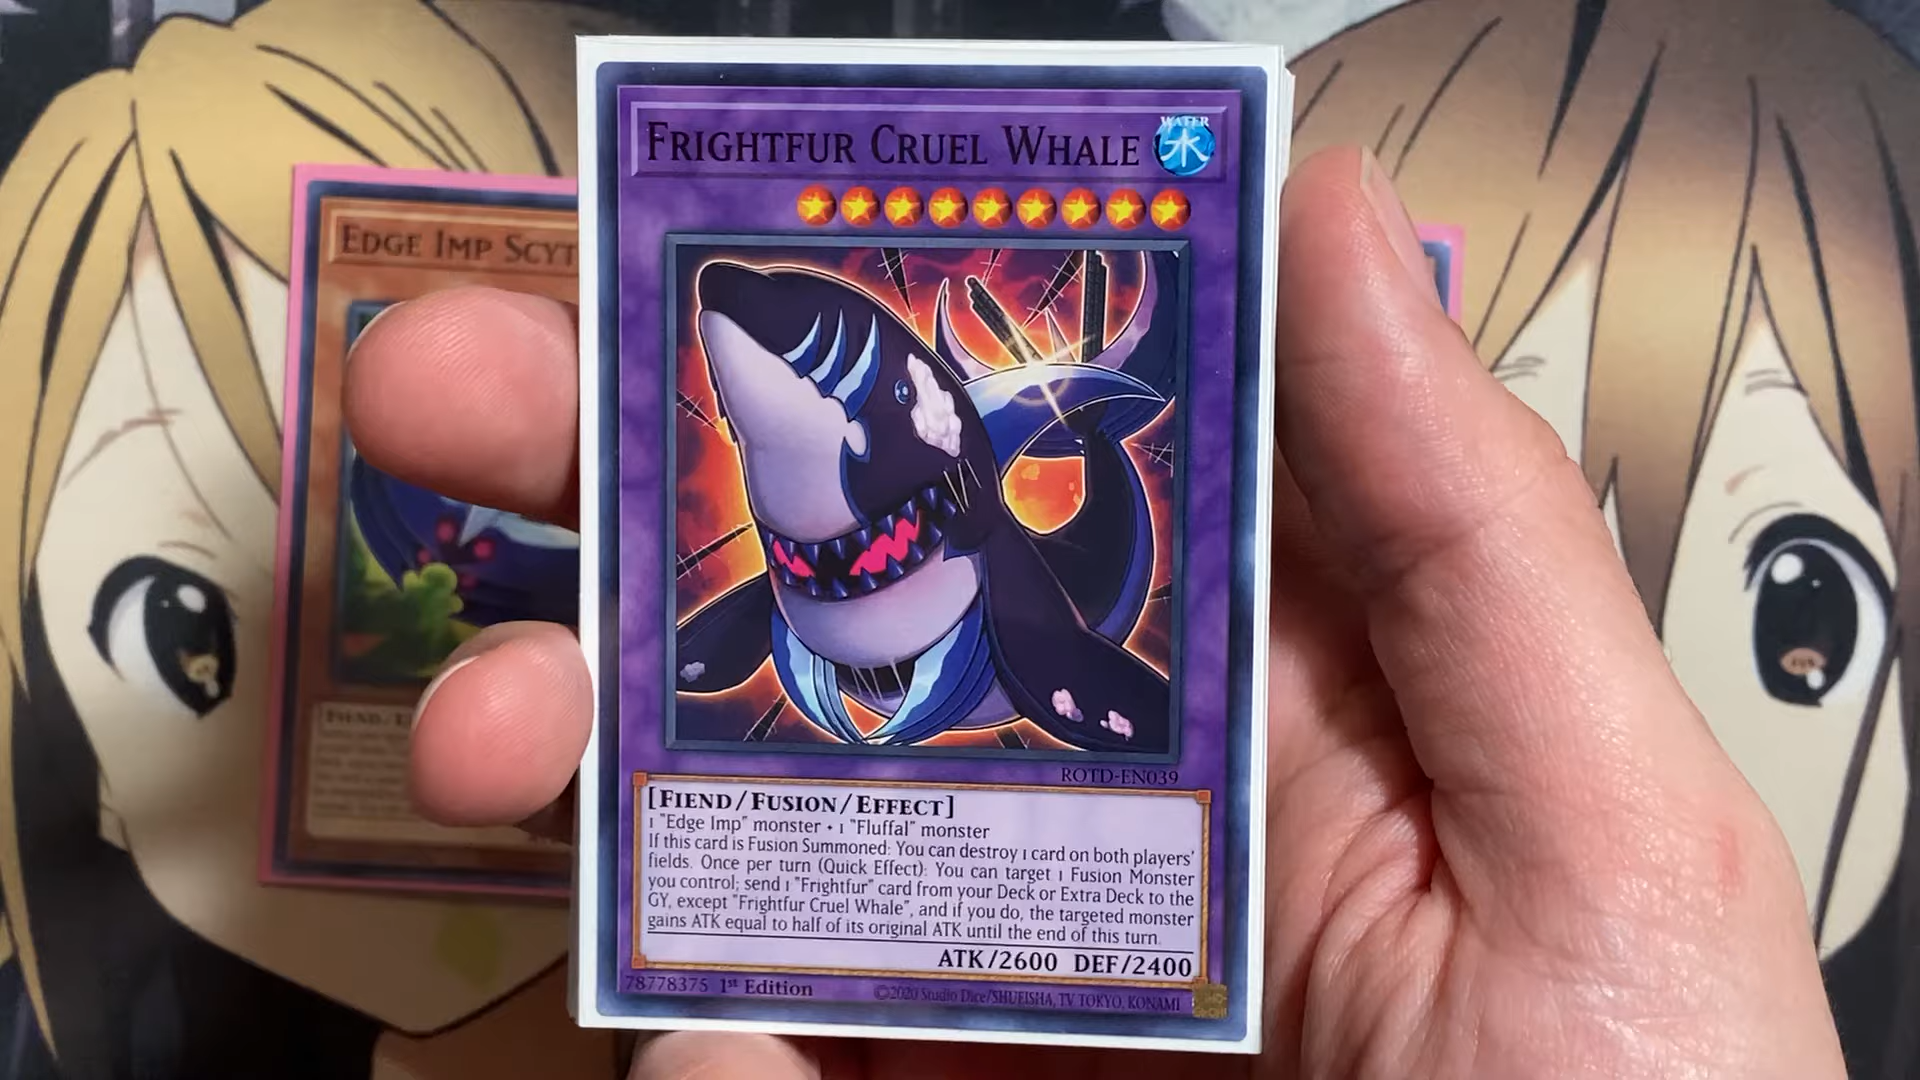 FRIGHTFUR CRUEL WHALE
WATER
水
EDGE IMP SCYT
ROTD-EN039
[FIEND/FUSION/EFFECT]
1 "Edge Imp" monster + 1 "Fluffal" monster
If this card is Fusion Summoned: You can destroy 1 card on both players'
fields. Once per turn (Quick Effect): You can target 1 Fusion Monster
you control; send 1 "Frightfur" card from your Deck or Extra Deck to the
GY, except "Frightfur Cruel Whale", and if you do, the targeted monster
gains ATK equal to half of its original ATK until the end of this turn.
ATK/2600 DEF/2400
78778375 1st Edition
©2020 Studio Dice/SHUEISHA, TV TOKYO, KONAMI
FIEND/E